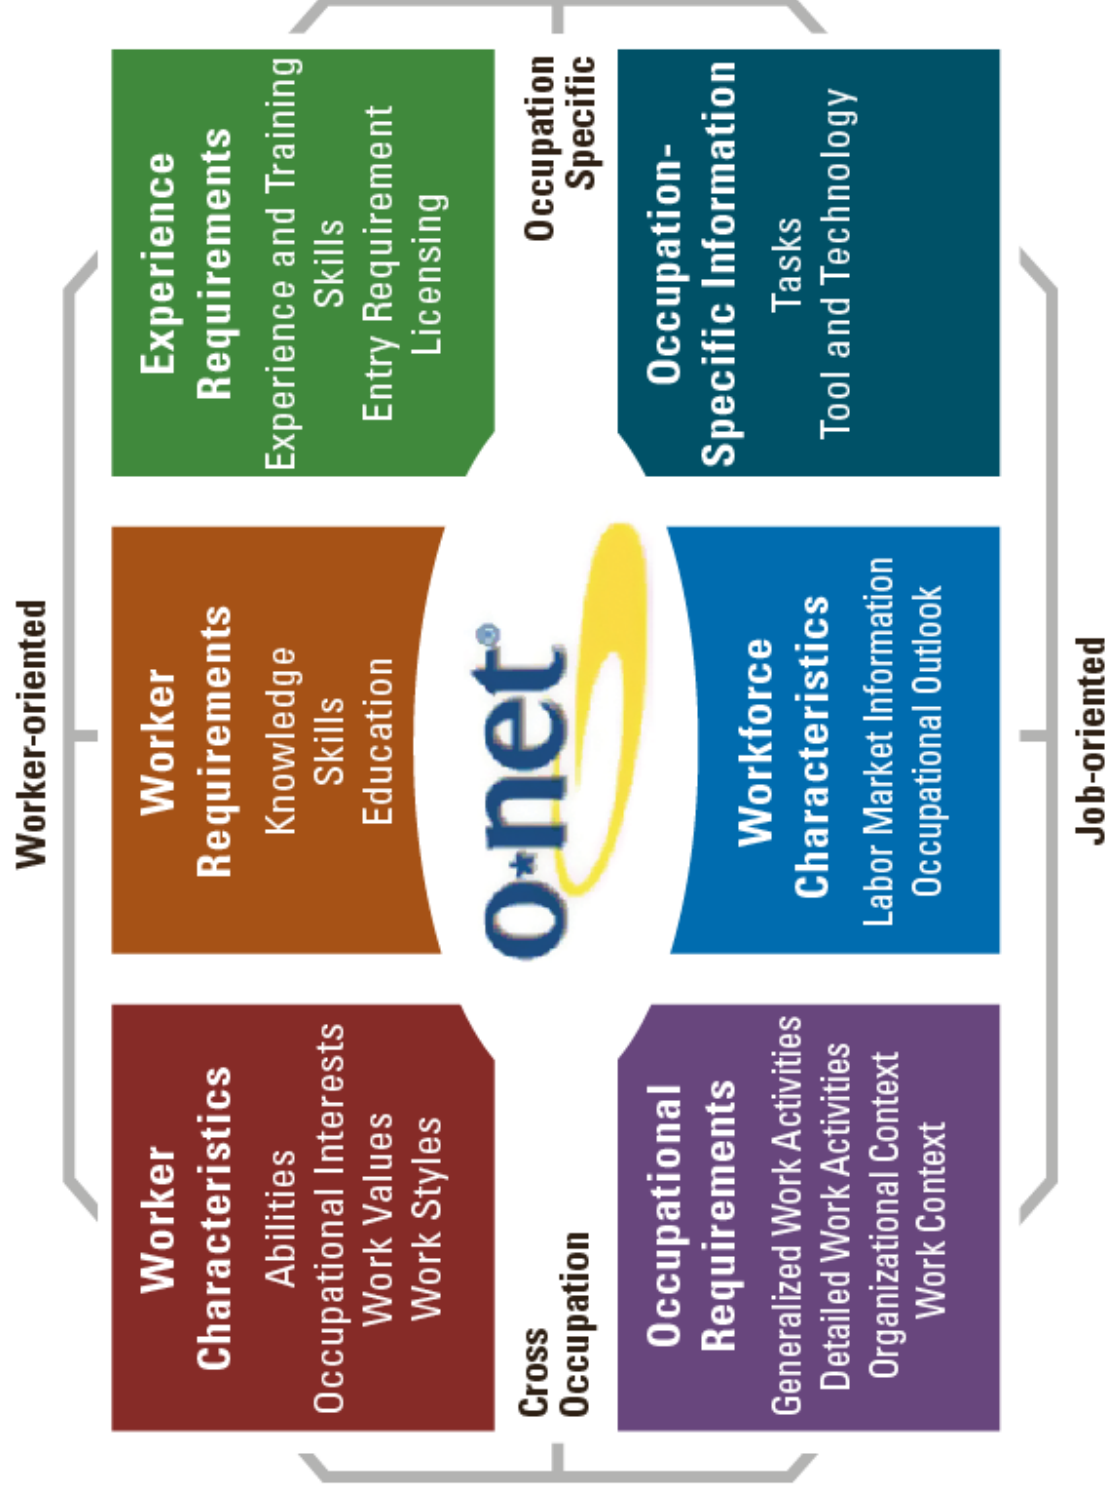 Worker-oriented
Worker
Characteristics
Abilities
Occupational Interests
Work Values
Work Styles
Worker
Requirements
Knowledge
Skills
Education
Experience
Requirements
Experience and Training
Skills
Entry Requirement
Licensing
Cross
Occupation
o*net®
Occupation
Specific
Occupational
Requirements
Generalized Work Activities
Detailed Work Activities
Organizational Context
Work Context
Workforce
Characteristics
Labor Market Information
Occupational Outlook
Occupation-
Specific Information
Tasks
Tool and Technology
Job-oriented